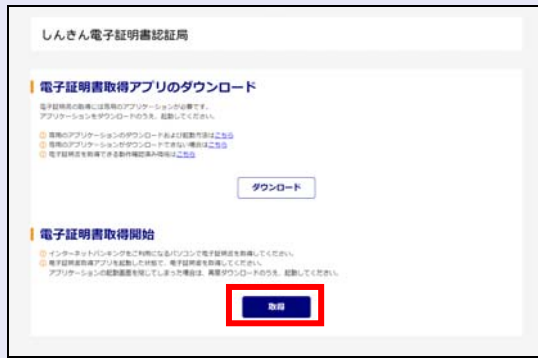 しんきん電子証明書認証局
電子証明書取得アプリのダウンロード
電子証明書の取得には専用のアプリケーションが必要です。
アプリケーションをダウンロードのうえ、起動してください。
専用のアプリケーションのダウンロードおよび起動方法はこちら
専用のアプリケーションがダウンロードできない場合はこちら
電子証明書を取得できる動作確認済み環境はこちら
ダウンロード
電子証明書取得開始
インターネットバンキングをご利用になるパソコンで電子証明書を取得してください。
電子証明書取得アプリを起動した状態で、電子証明書を取得してください。
アプリケーションの起動画面を閉じてしまった場合は、再度ダウンロードのうえ、起動してください。
取得